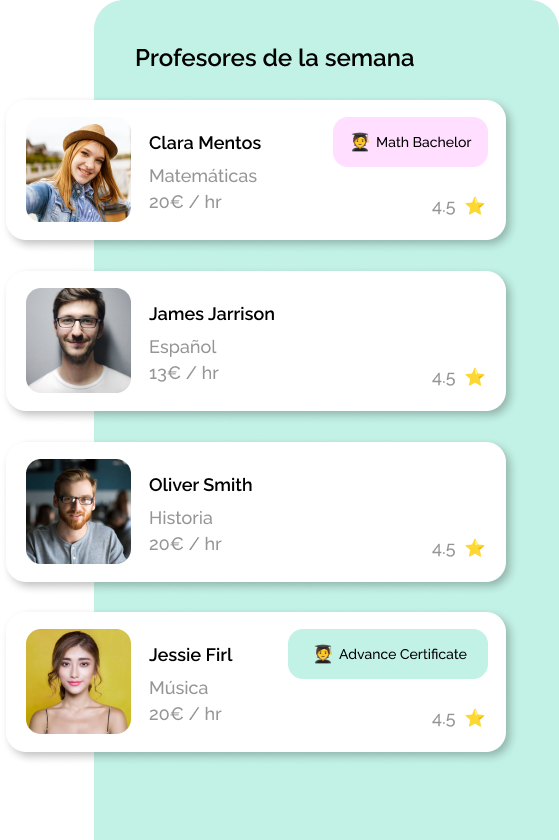 Profesores de la semana
Clara Mentos
Math Bachelor
Matemáticas
20€ / hr
4.5
James Jarrison
Español
13€ / hr
4.5
Oliver Smith
Historia
20€ / hr
4.5
Jessie Firl
Advance Certificate
Música
20€ / hr
4.5